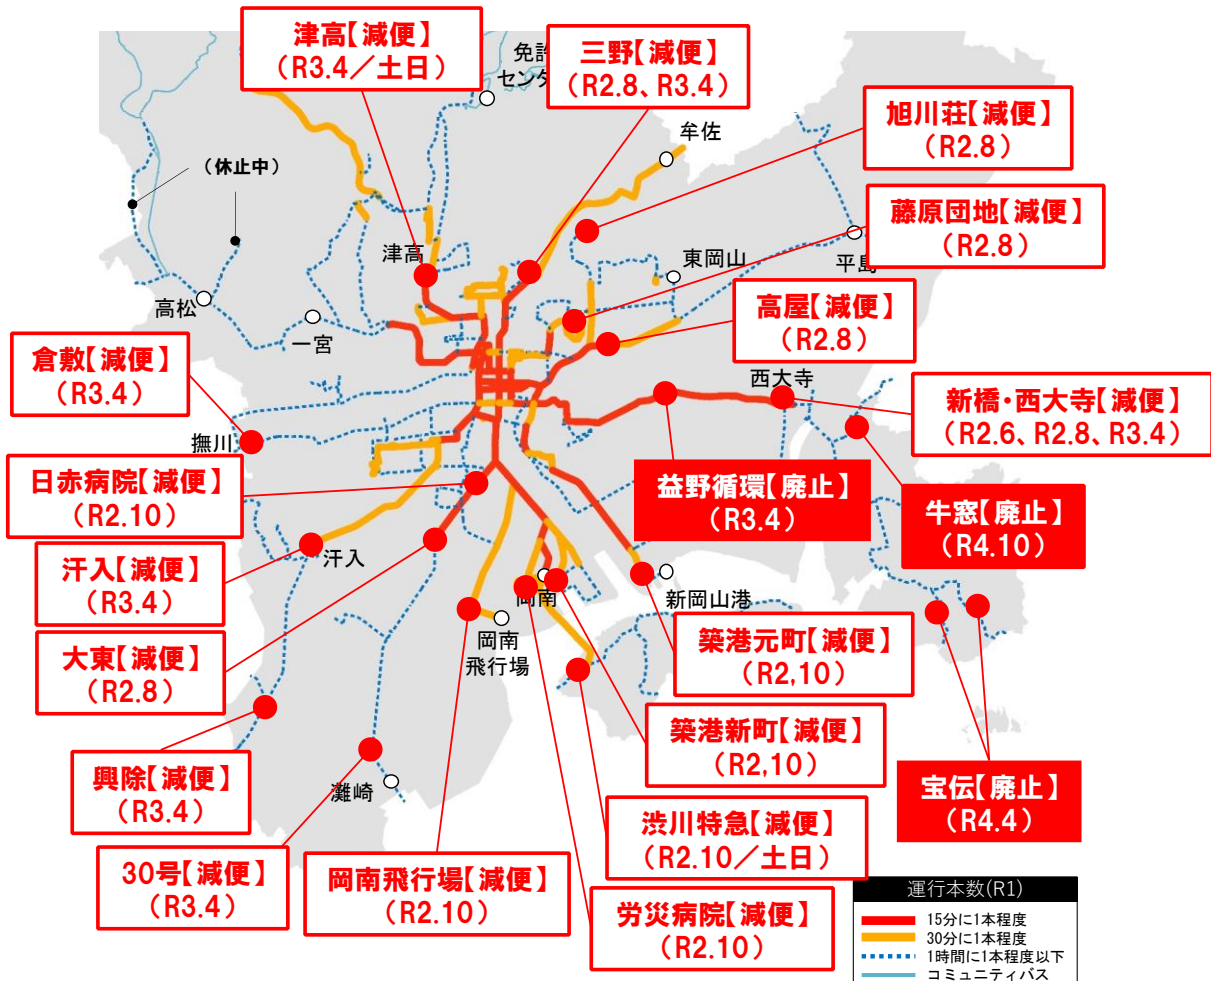 津高【減便】
（R3.4／土日）
免許
センタ
三野【減便】
（R2.8、R3.4）
牟佐
旭川荘【減便】
（R2.8）
（休止中）
藤原団地【減便】
（R2.8）
津高
東岡山
平島
高松
一宮
高屋【減便】
（R2.8）
倉敷【減便】
（R3.4）
西大寺
新橋・西大寺【減便】
（R2.6、R2.8、R3.4）
撫川
日赤病院【減便】
（R2.10）
益野循環【廃止】
（R3.4）
牛窓【廃止】
（R4.10）
汗入【減便】
（R3.4）
汗入
岡南
新岡山港
大東【減便】
（R2.8）
岡南
飛行場
築港元町【減便】
（R2,10）
築港新町【減便】
（R2,10）
興除【減便】
（R3.4）
灘崎
宝伝【廃止】
（R4.4）
渋川特急【減便】
（R2.10／土日）
30号【減便】
（R3.4）
岡南飛行場【減便】
（R2.10）
労災病院【減便】
（R2.10）
運行本数(R1)
15分に1本程度
30分に1本程度
1時間に1本程度以下
コミュニティバス